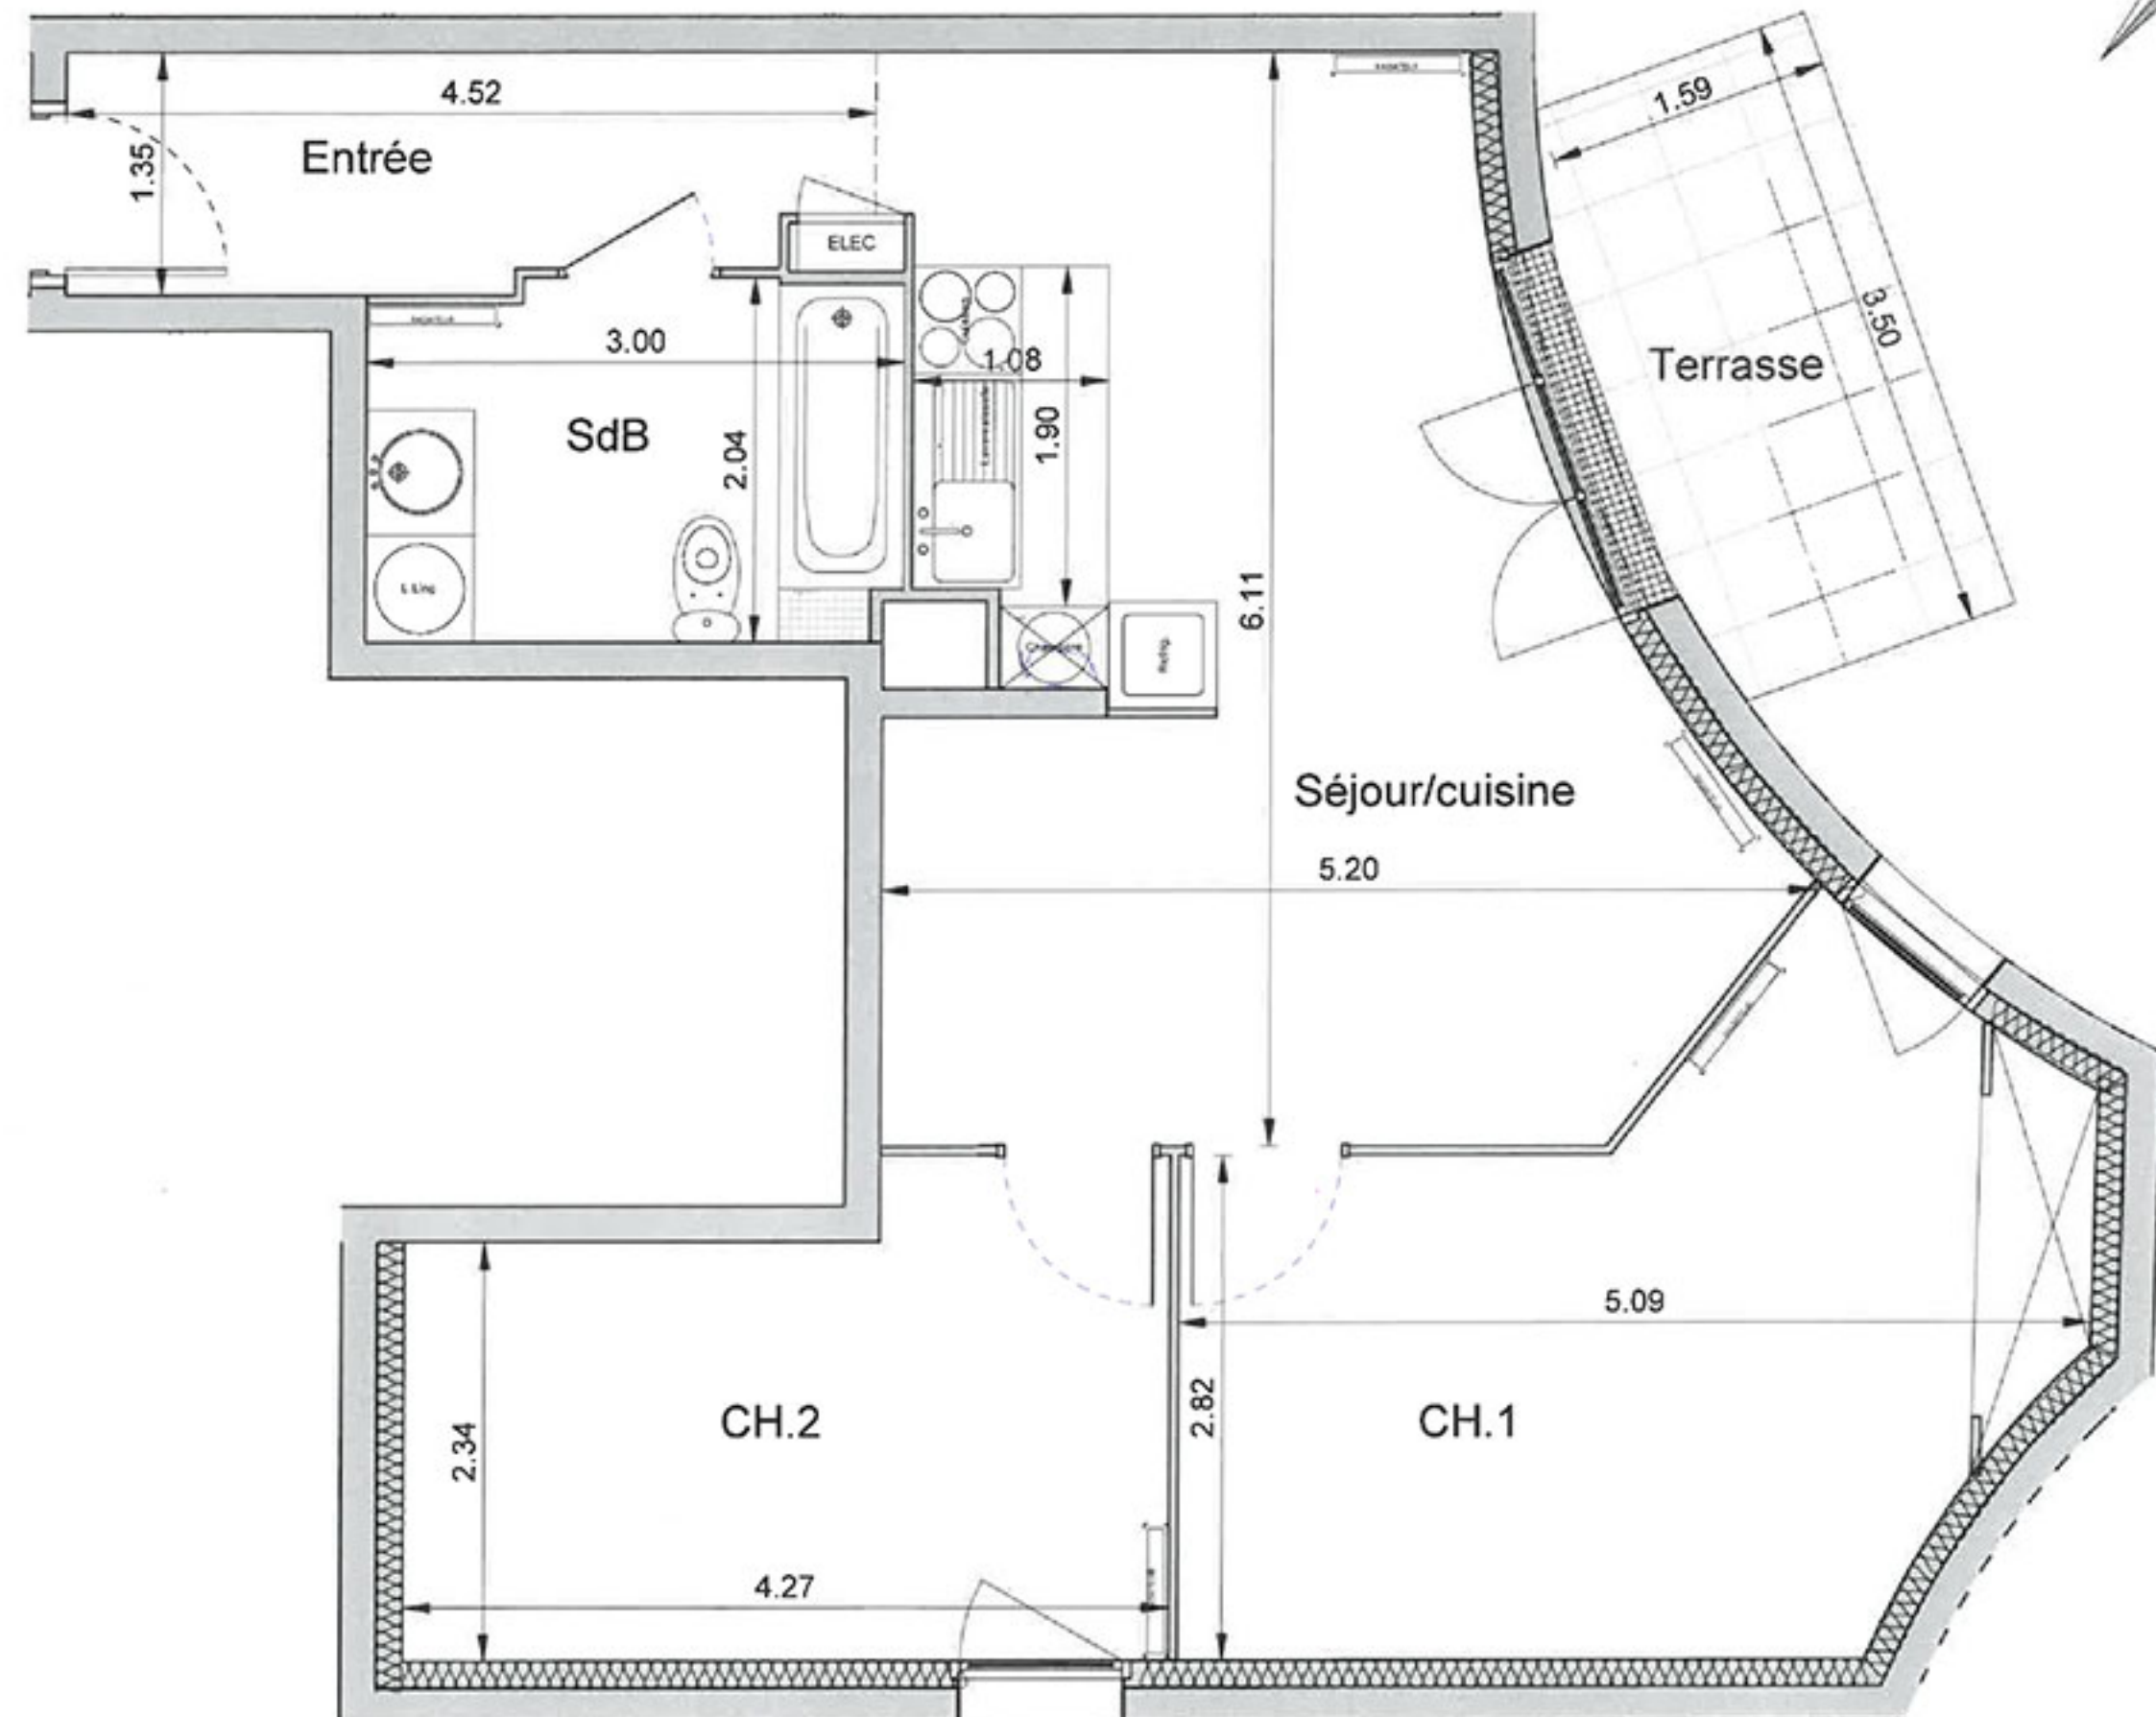 4.52
1.59
Entrée
1.35
ELEC
3.00
1.08
3.50
Terrasse
SdB
2.04
1.90
L Ling
6.11
Refrig.
Séjour/cuisine
5.20
5.09
2.82
CH.2
CH.1
2.34
4.27